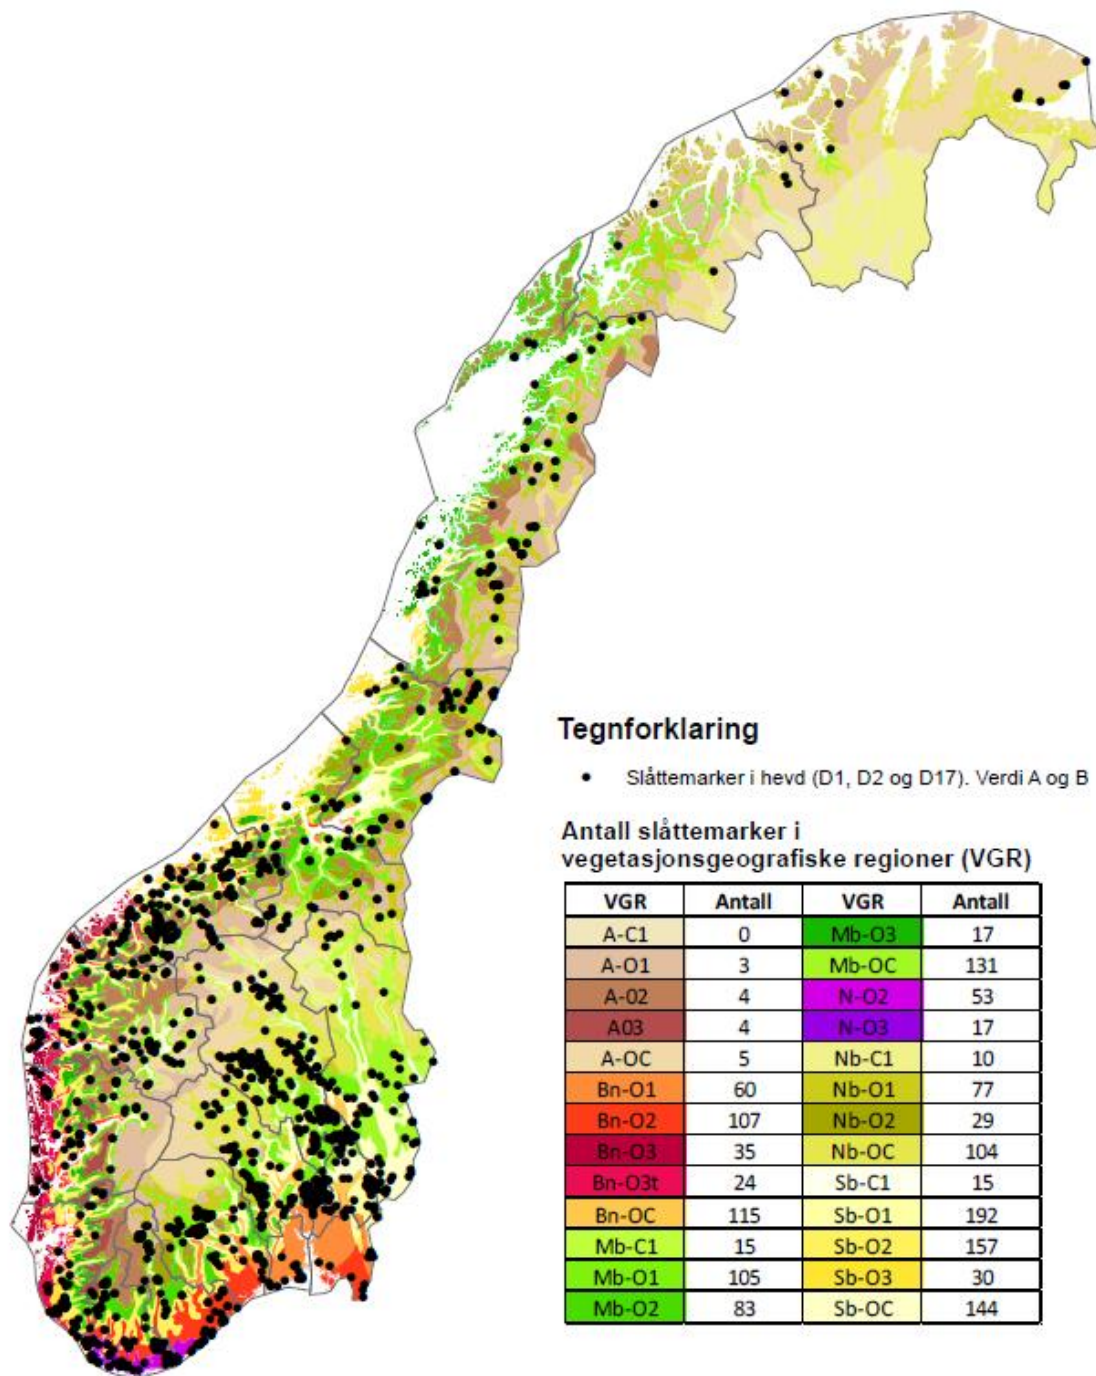 Tegnforklaring
• Slåttemarker i hevd (D1, D2 og D17). Verdi A og B
Antall slåttemarker i
vegetasjonsgeografiske regioner (VGR)
VGR Antall VGR Antall
A-C1 0 Mb-O3 17
A-O1 3 Mb-OC 131
A-02 4 N-O2 53
A03 4 N-O3 17
A-OC 5 Nb-C1 10
Bn-O1 60 Nb-O1 77
Bn-O2 107 Nb-O2 29
Bn-O3 35 Nb-OC 104
Bn-O3t 24 Sb-C1 15
Bn-OC 115 Sb-O1 192
Mb-C1 15 Sb-O2 157
Mb-O1 105 Sb-O3 30
Mb-O2 83 Sb-OC 144